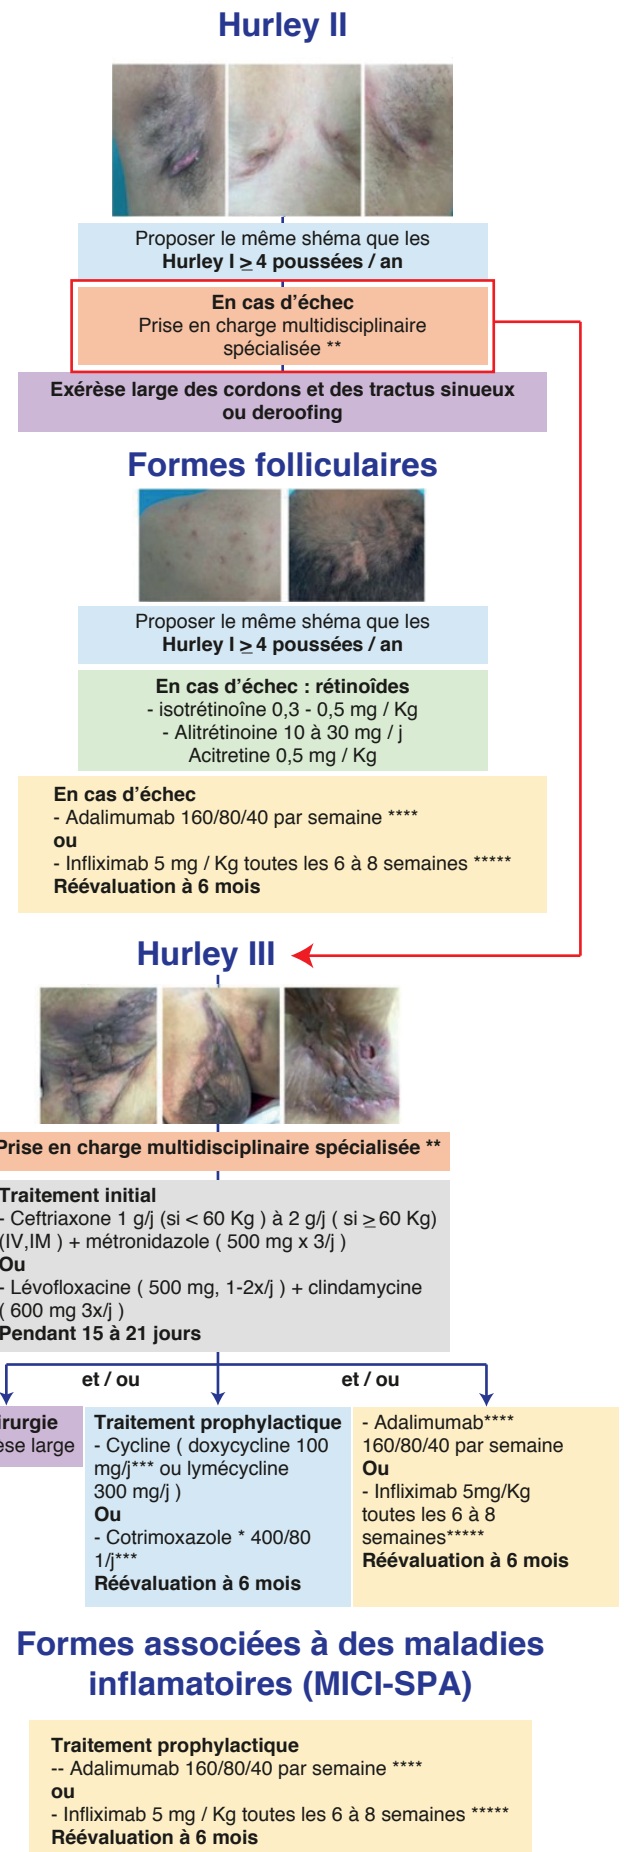 Hurley II
Proposer le même shéma que les
Hurley I ≥ 4 poussées / an
En cas d'échec
Prise en charge multidisciplinaire
spécialisée **
Exérèse large des cordons et des tractus sinueux
ou deroofing
Formes folliculaires
Proposer le même shéma que les
Hurley I ≥ 4 poussées / an
En cas d'échec : rétinoîdes
- isotrétinoîne 0,3 - 0,5 mg / Kg
- Alitrétinoine 10 à 30 mg / j
Acitretine 0,5 mg / Kg
En cas d'échec
- Adalimumab 160/80/40 par semaine ****
ou
- Infliximab 5 mg / Kg toutes les 6 à 8 semaines *****
Réévaluation à 6 mois
Hurley III
Prise en charge multidisciplinaire spécialisée **
Traitement initial
- Ceftriaxone 1 g/j (si < 60 Kg ) à 2 g/j ( si ≥ 60 Kg)
(IV,IM ) + métronidazole ( 500 mg x 3/j )
Ou
- Lévofloxacine ( 500 mg, 1-2x/j ) + clindamycine
( 600 mg 3x/j )
Pendant 15 à 21 jours
et / ou
et / ou
irurgie
èse large
Traitement prophylactique
- Cycline ( doxycycline 100
mg/j*** ou lymécycline
300 mg/j )
Ou
- Cotrimoxazole * 400/80
1/j***
Réévaluation à 6 mois
- Adalimumab****
160/80/40 par semaine
Ou
- Infliximab 5mg/Kg
toutes les 6 à 8
semaines*****
Réévaluation à 6 mois
Formes associées à des maladies
inflamatoires (MICI-SPA)
Traitement prophylactique
-- Adalimumab 160/80/40 par semaine ****
ou
- Infliximab 5 mg / Kg toutes les 6 à 8 semaines *****
Réévaluation à 6 mois